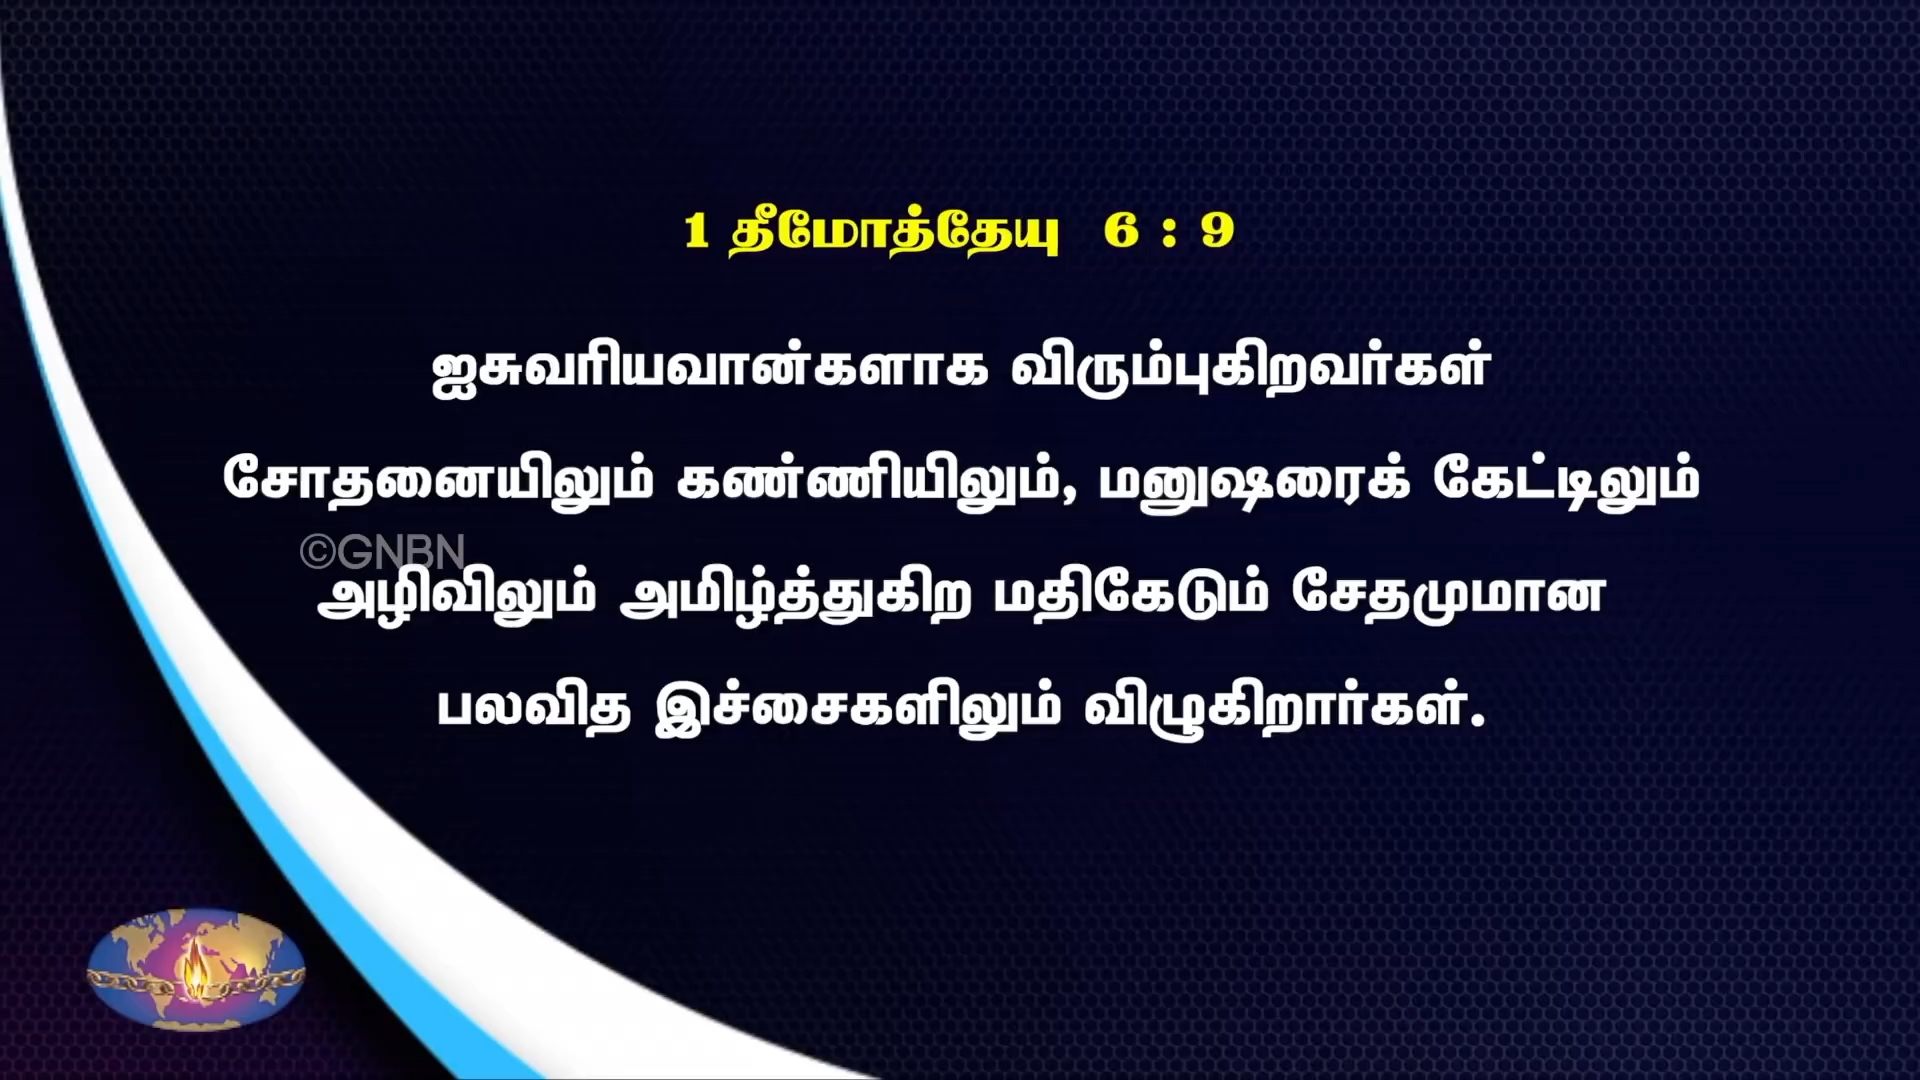 1 தீமோத்தேயு 6 : 9
ஐசுவரியவான்களாக விரும்புகிறவர்கள்
சோதனையிலும் கண்ணியிலும், மனுஷரைக் கேட்டிலும்
©GNBN
அழிவிலும் அமிழ்த்துகிற மதிகேடும் சேதமுமான
பலவித இச்சைகளிலும் விழுகிறார்கள்.